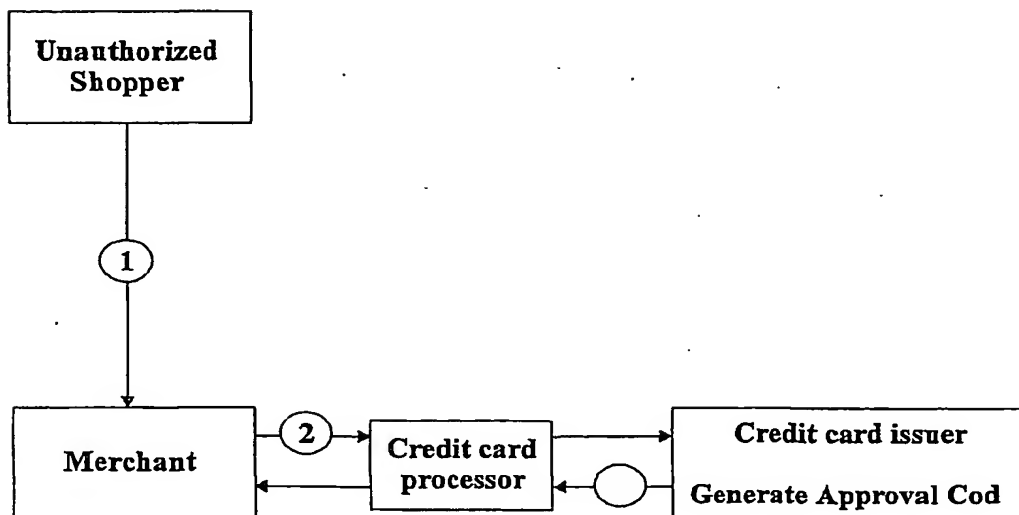 Unauthorized
Shopper
1
Merchant
2
Credit card
processor
Credit card issuer
Generate Approval Cod